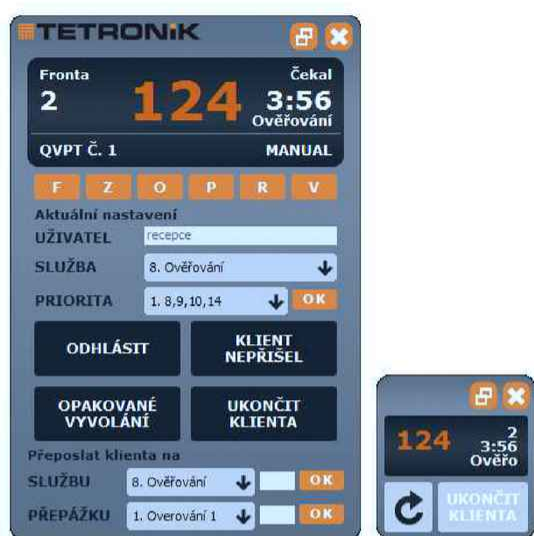 TETRONiK
Fronta Čekal
2 124 3:56
Ověřování
QVPT Č. 1 MANUAL
F Z O P R V
Aktuální nastavení
UŽIVATEL recepce
SLUŽBA 8. Ověřování
PRIORITA 1. 8,9,10,14 OK
ODHLÁSIT
KLIENT
NEPŘIŠEL
OPAKOVANÉ
VYVOLÁNÍ
UKONČIT
KLIENTA
Přeposlat klienta na
SLUŽBU 8. Ověřování OK
PŘEPÁŽKU 1. Overování 1 OK
124 2
3:56
Ověřo
UKONČIT
KLIENTA